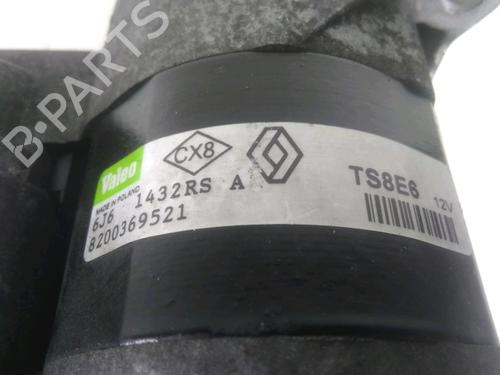 B-PARTS
Valeo
MADE IN POLAND
CX8
6J6 1432RS A
8200369521
TS8E6 12V